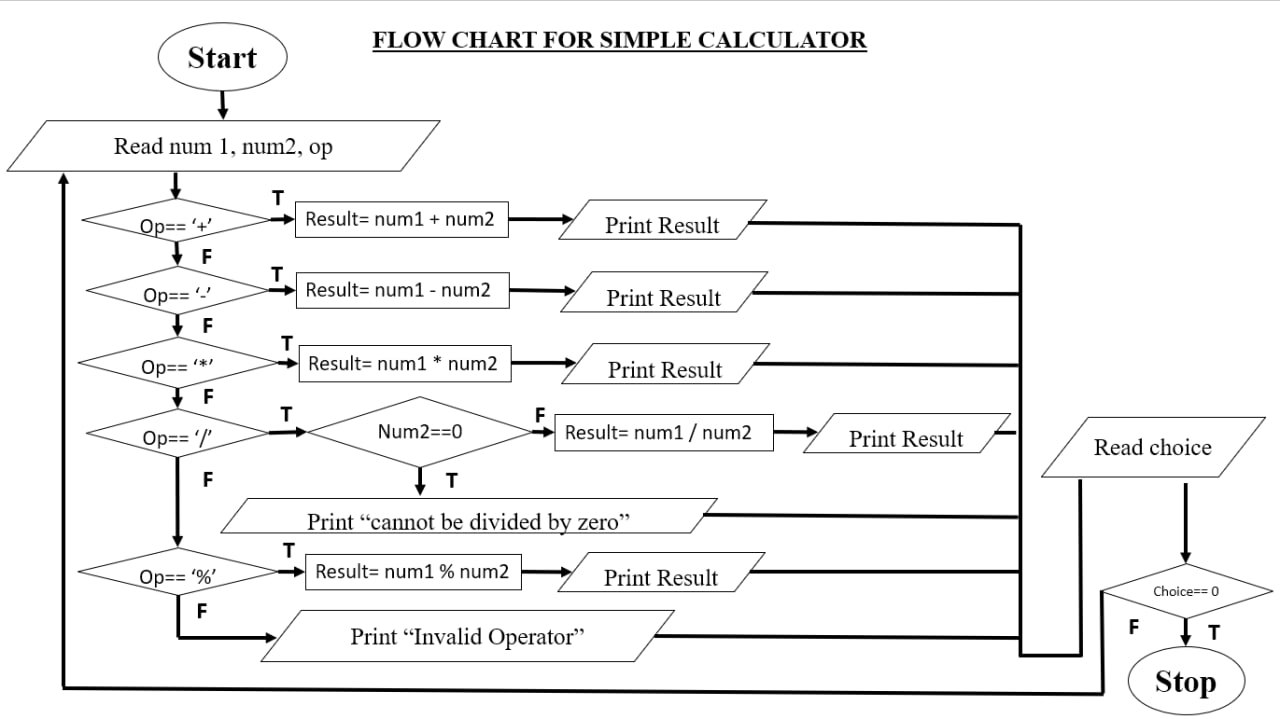 FLOW CHART FOR SIMPLE CALCULATOR
Start
Read num 1, num2, op
Op== ‘+’
T
Result= num1 + num2
Print Result
F
Op== ‘-’
T
Result= num1 - num2
Print Result
F
Op== ‘*’
T
Result= num1 * num2
Print Result
F
Op== ‘/’
T
Num2==0
F
Result= num1 / num2
Print Result
T
Print “cannot be divided by zero”
F
Op== ‘%’
T
Result= num1 % num2
Print Result
F
Print “Invalid Operator”
Read choice
Choice== 0
F
T
Stop